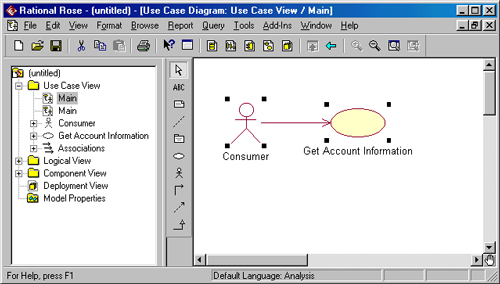 Rational Rose - (untitled) - [Use Case Diagram: Use Case View / Main]
File Edit View Format Browse Report Query Tools Add-Ins Window Help
ABC
(untitled)
Use Case View
Main
Main
Consumer
Get Account Information
Associations
Logical View
Component View
Deployment View
Model Properties
Consumer
Get Account Information
For Help, press F1
Default Language: Analysis